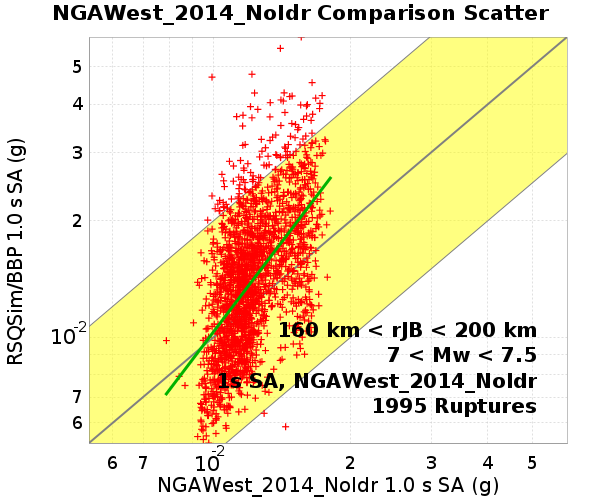 NGAWest_2014_NoIdr Comparison Scatter
RSQSim/BBP 1.0 s SA (g)
5
4
3
2
10-2
7
6
160 km < rJB < 200 km
7 < Mw < 7.5
1s SA, NGAWest_2014_NoIdr
1995 Ruptures
6 7 10-2 2 3 4 5
NGAWest_2014_NoIdr 1.0 s SA (g)